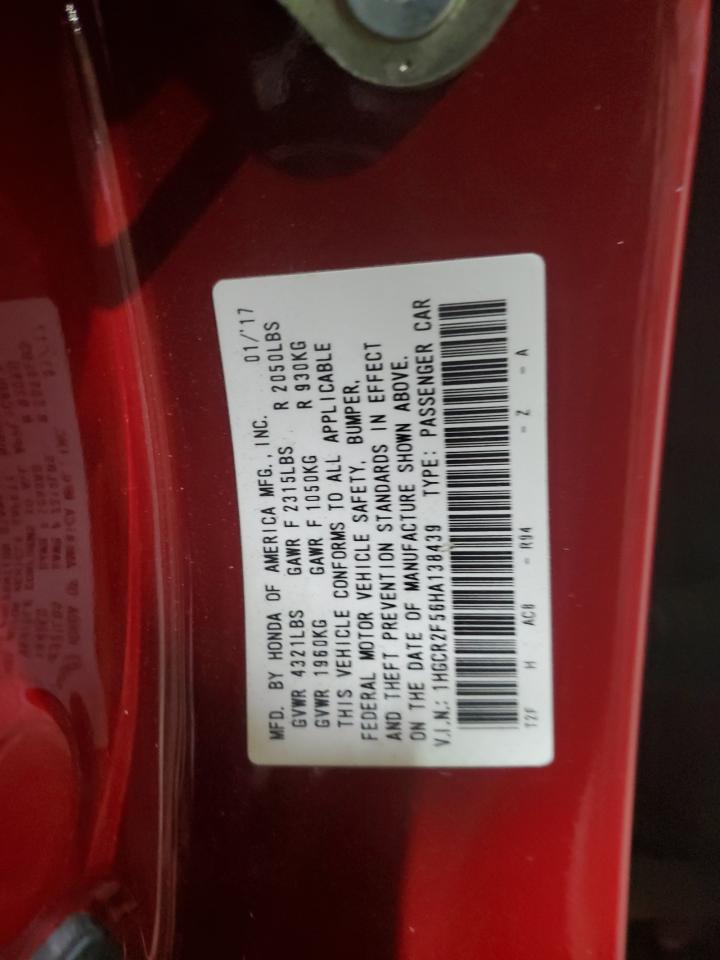 MFD. BY HONDA OF AMERICA MFG., INC. 01/'17
GVWR 4321LBS GAWR F 2315LBS R 2050LBS
GVWR 1960KG GAWR F 1050KG R 930KG
THIS VEHICLE CONFORMS TO ALL APPLICABLE
FEDERAL MOTOR VEHICLE SAFETY, BUMPER,
AND THEFT PREVENTION STANDARDS IN EFFECT
ON THE DATE OF MANUFACTURE SHOWN ABOVE.
V.I.N.: 1HGCR2F56HA138439 TYPE: PASSENGER CAR
T2F H AC8 - R94 - Z - A